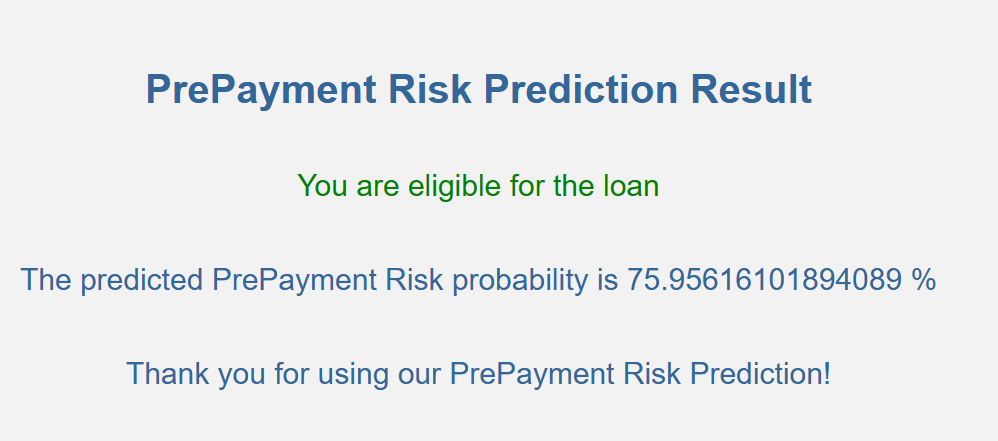 PrePayment Risk Prediction Result
You are eligible for the loan
The predicted PrePayment Risk probability is 75.95616101894089 %
Thank you for using our PrePayment Risk Prediction!